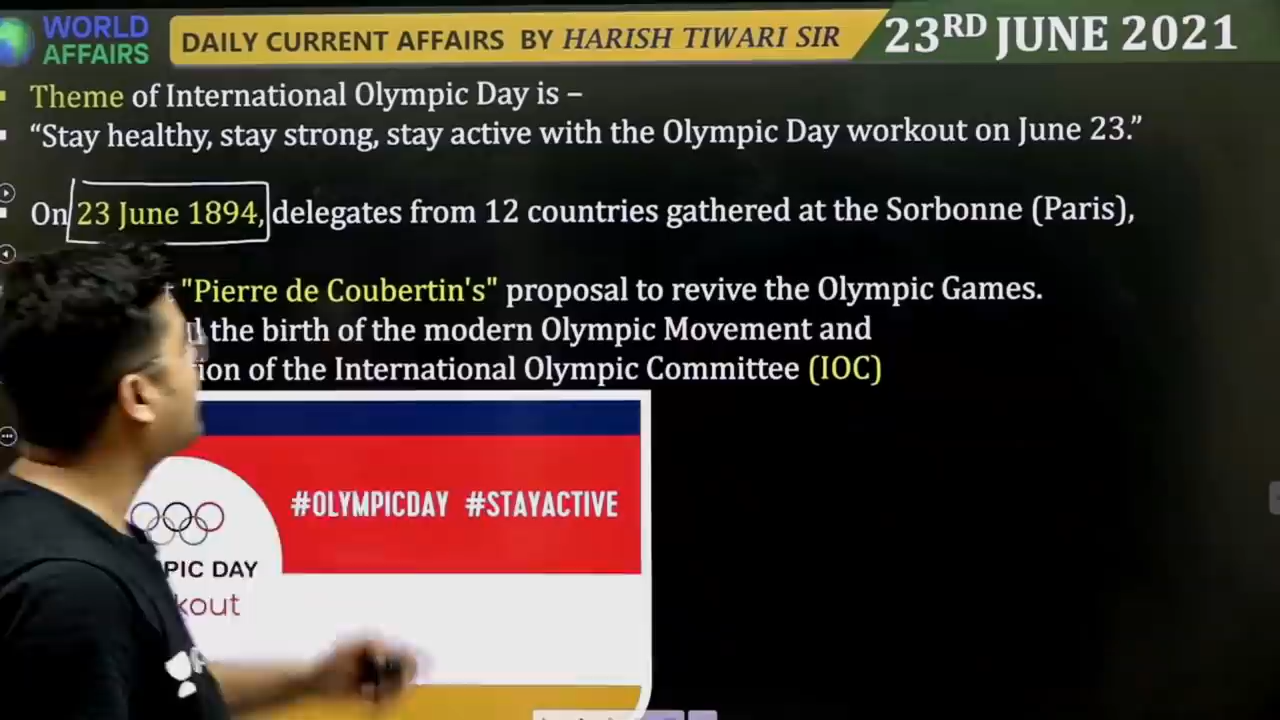 WORLD
AFFAIRS
DAILY CURRENT AFFAIRS BY HARISH TIWARI SIR
23RD JUNE 2021
Theme of International Olympic Day is –
“Stay healthy, stay strong, stay active with the Olympic Day workout on June 23.”
On 23 June 1894, delegates from 12 countries gathered at the Sorbonne (Paris),
"Pierre de Coubertin's" proposal to revive the Olympic Games.
the birth of the modern Olympic Movement and
of the International Olympic Committee (IOC)
#OLYMPICDAY #STAYACTIVE
DAY